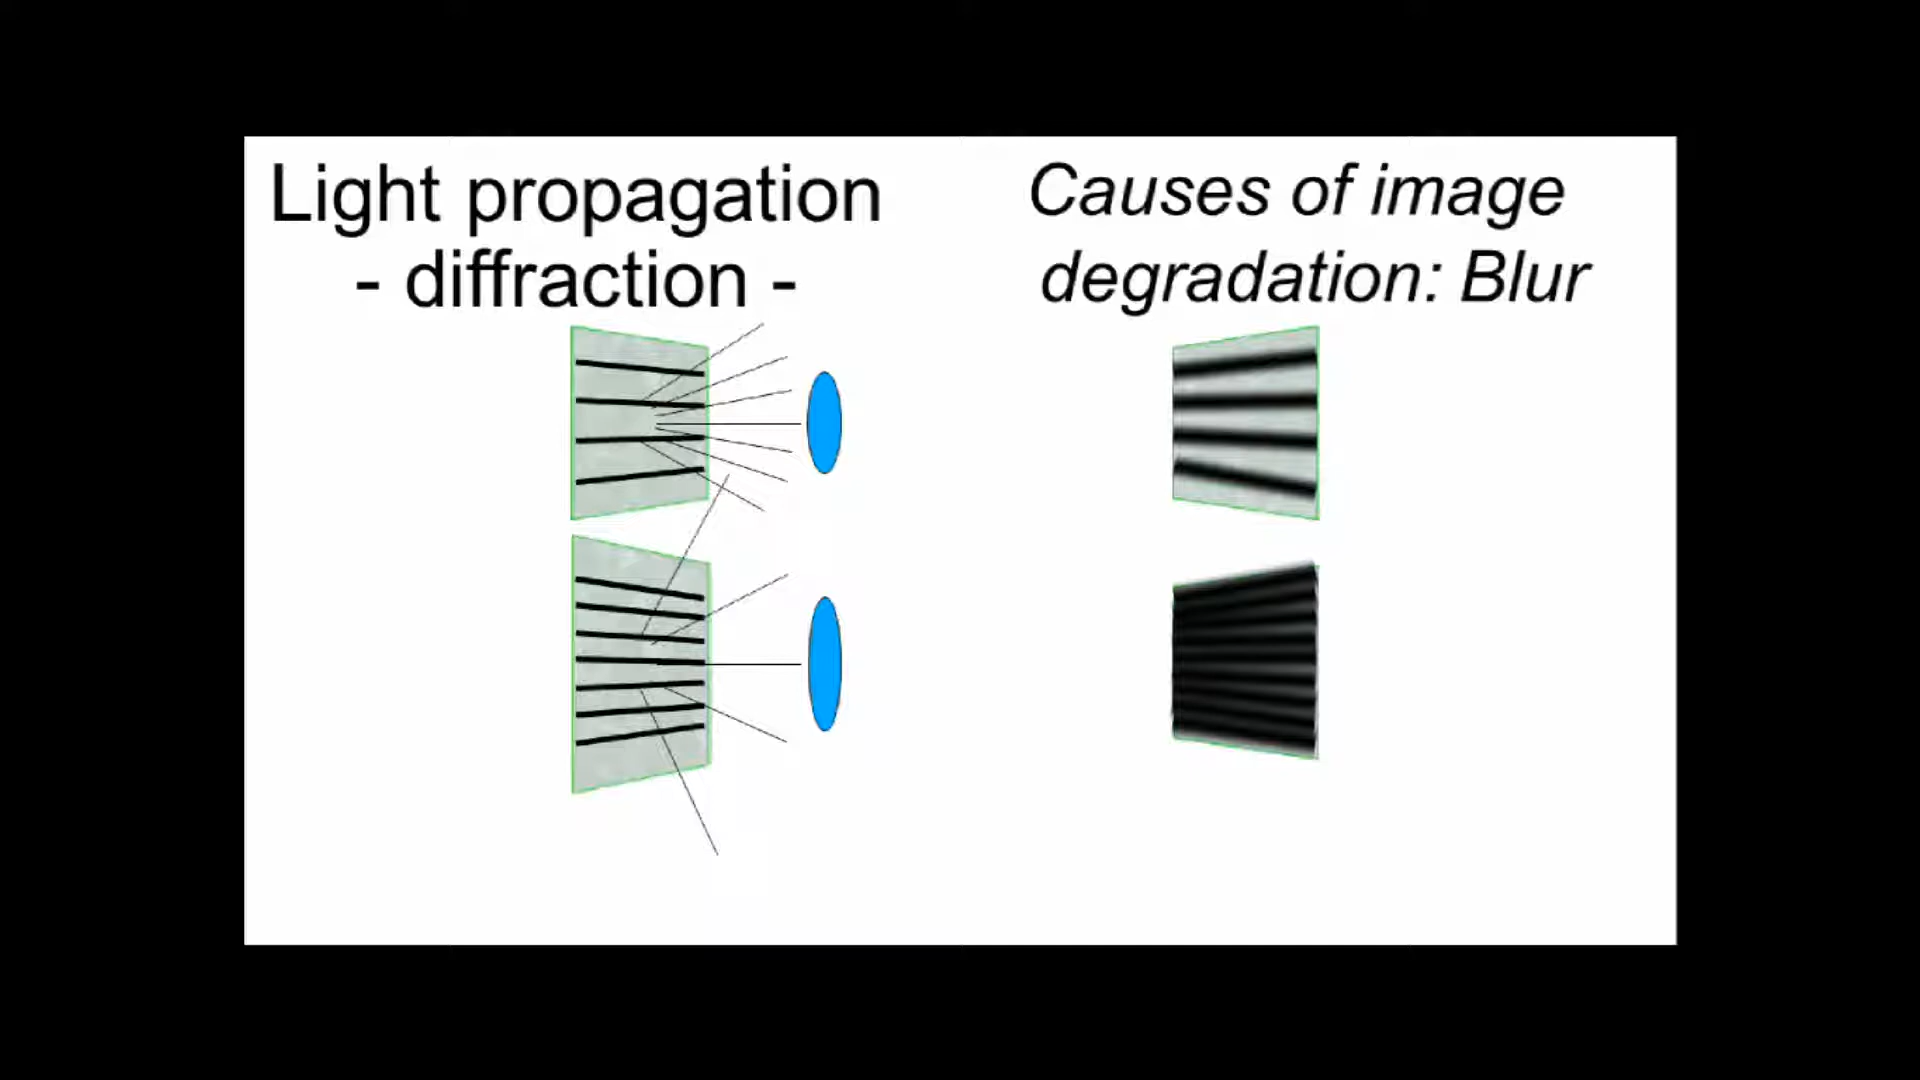 Light propagation
- diffraction -
Causes of image
degradation: Blur